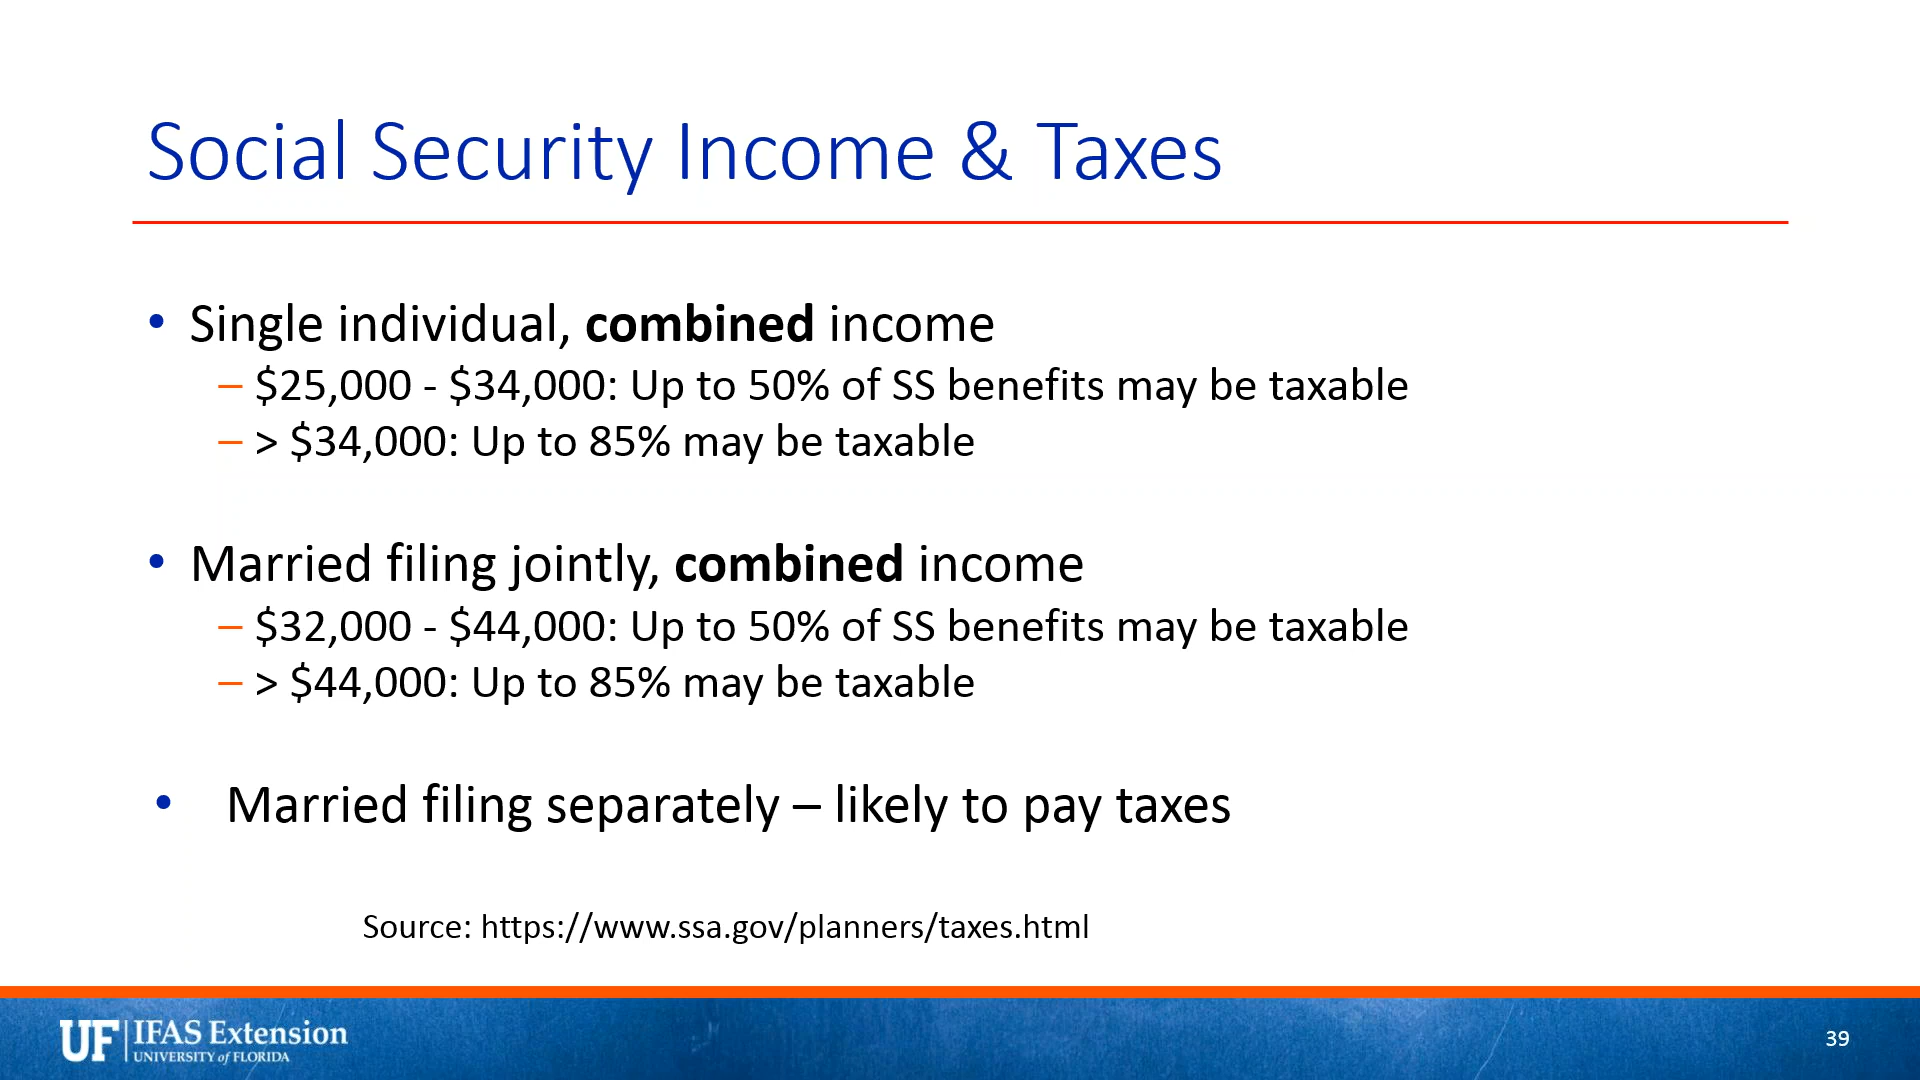 Social Security Income & Taxes
• Single individual, combined income
– $25,000 - $34,000: Up to 50% of SS benefits may be taxable
– > $34,000: Up to 85% may be taxable
• Married filing jointly, combined income
– $32,000 - $44,000: Up to 50% of SS benefits may be taxable
– > $44,000: Up to 85% may be taxable
• Married filing separately – likely to pay taxes
Source: https://www.ssa.gov/planners/taxes.html
UF | IFAS Extension
UNIVERSITY of FLORIDA
39